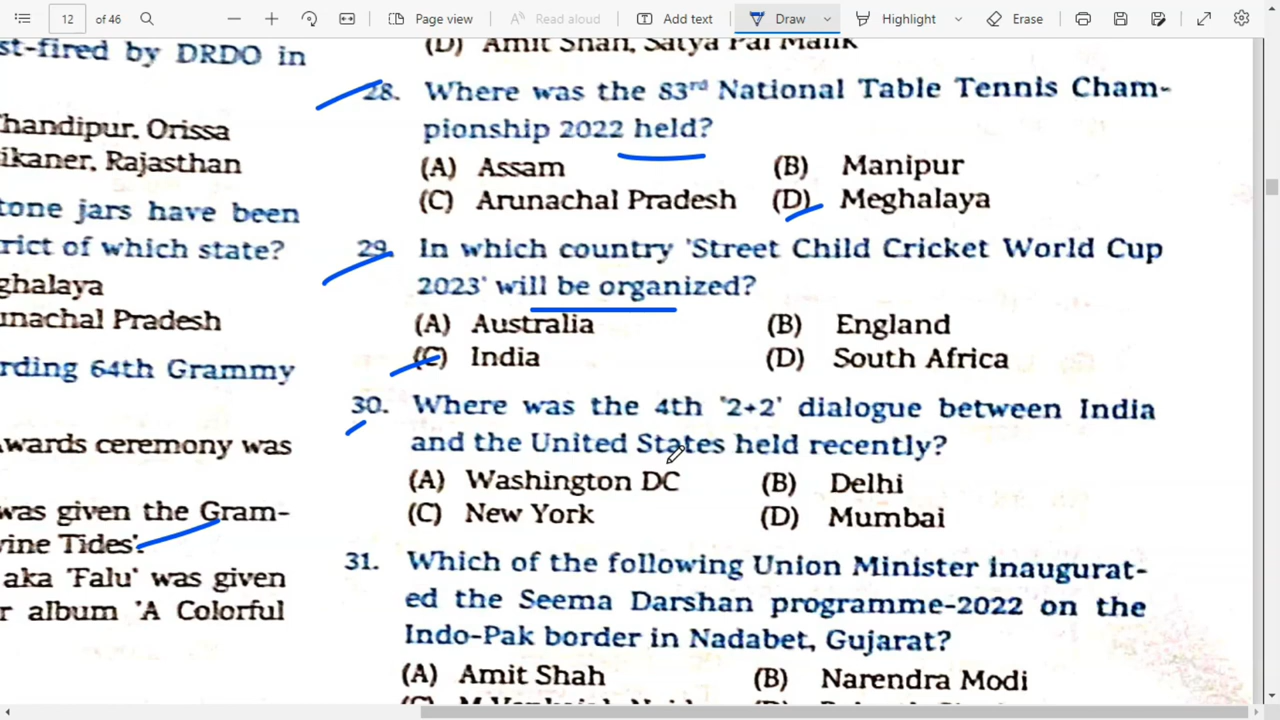 12 of 46 Page view Read aloud Add text Draw Highlight Erase
st-fired by DRDO in
handipur, Orissa
ikaner, Rajasthan
tone jars have been
rict of which state?
ghalaya
unachal Pradesh
rding 64th Grammy
wards ceremony was
was given the Gram-
vine Tides'.
aka 'Falu' was given
r album 'A Colorful
(D) Amit Shah, Satya Pal Malik
28. Where was the 83rd National Table Tennis Cham-
pionship 2022 held?
(A) Assam (B) Manipur
(C) Arunachal Pradesh (D) Meghalaya
29. In which country 'Street Child Cricket World Cup
2023' will be organized?
(A) Australia (B) England
(C) India (D) South Africa
30. Where was the 4th '2+2' dialogue between India
and the United States held recently?
(A) Washington DC (B) Delhi
(C) New York (D) Mumbai
31. Which of the following Union Minister inaugurat-
ed the Seema Darshan programme-2022 on the
Indo-Pak border in Nadabet, Gujarat?
(A) Amit Shah (B) Narendra Modi